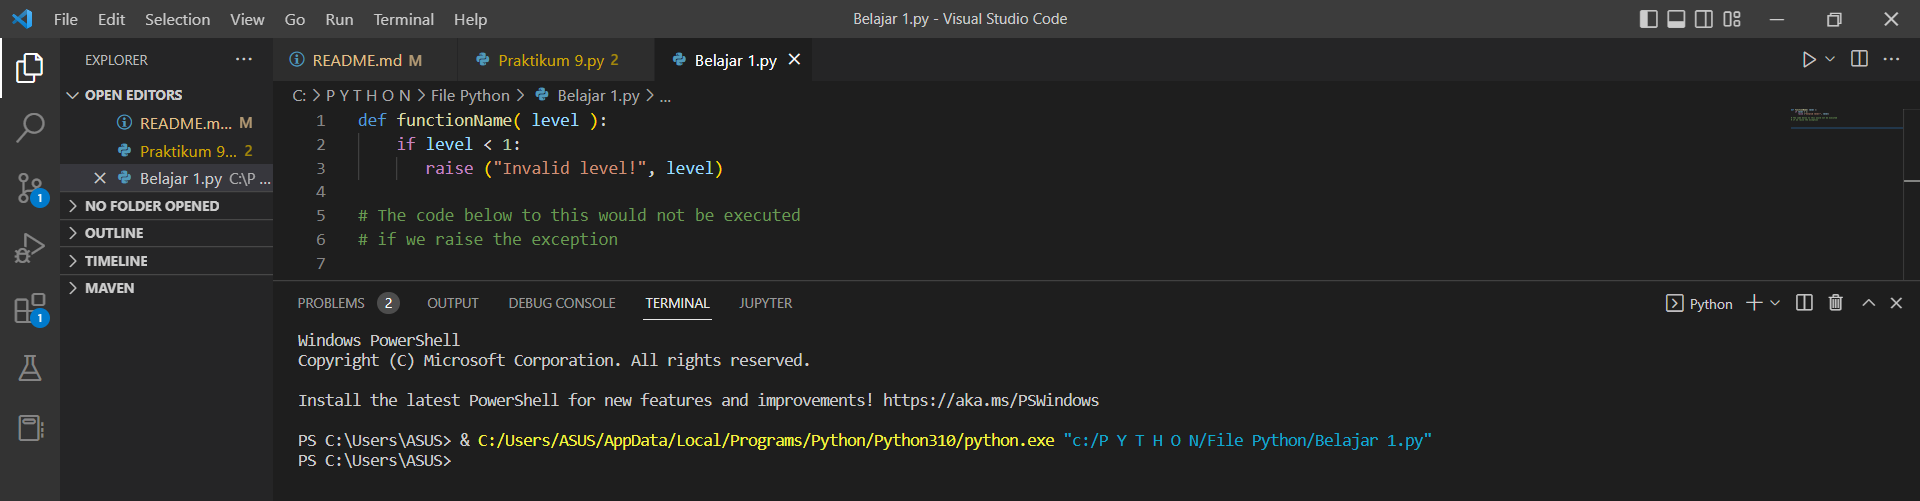 File Edit Selection View Go Run Terminal Help Belajar 1.py - Visual Studio Code
EXPLORER ···
OPEN EDITORS
README.m... M
Praktikum 9... 2
Belajar 1.py C:\P ...
NO FOLDER OPENED
OUTLINE
TIMELINE
MAVEN
1
1
README.md M Praktikum 9.py 2 Belajar 1.py
C: > P Y T H O N > File Python > Belajar 1.py > ...
1 def functionName( level ):
2 if level < 1:
3 raise ("Invalid level!", level)
4
5 # The code below to this would not be executed
6 # if we raise the exception
7
PROBLEMS 2 OUTPUT DEBUG CONSOLE TERMINAL JUPYTER Python
Windows PowerShell
Copyright (C) Microsoft Corporation. All rights reserved.
Install the latest PowerShell for new features and improvements! https://aka.ms/PSWindows
PS C:\Users\ASUS> & C:/Users/ASUS/AppData/Local/Programs/Python/Python310/python.exe "c:/P Y T H O N/File Python/Belajar 1.py"
PS C:\Users\ASUS>